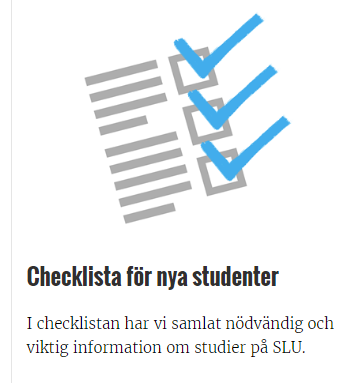 Checklista för nya studenter
I checklistan har vi samlat nödvändig och
viktig information om studier på SLU.